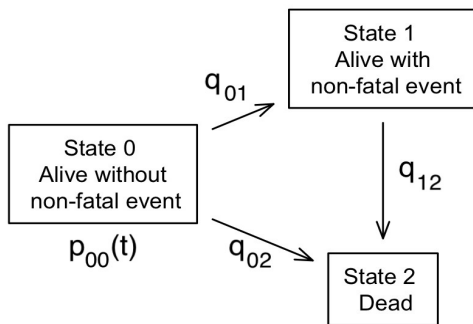 State 1
Alive with
non-fatal event
q01
State 0
Alive without
non-fatal event
q12
p00(t)
q02
State 2
Dead